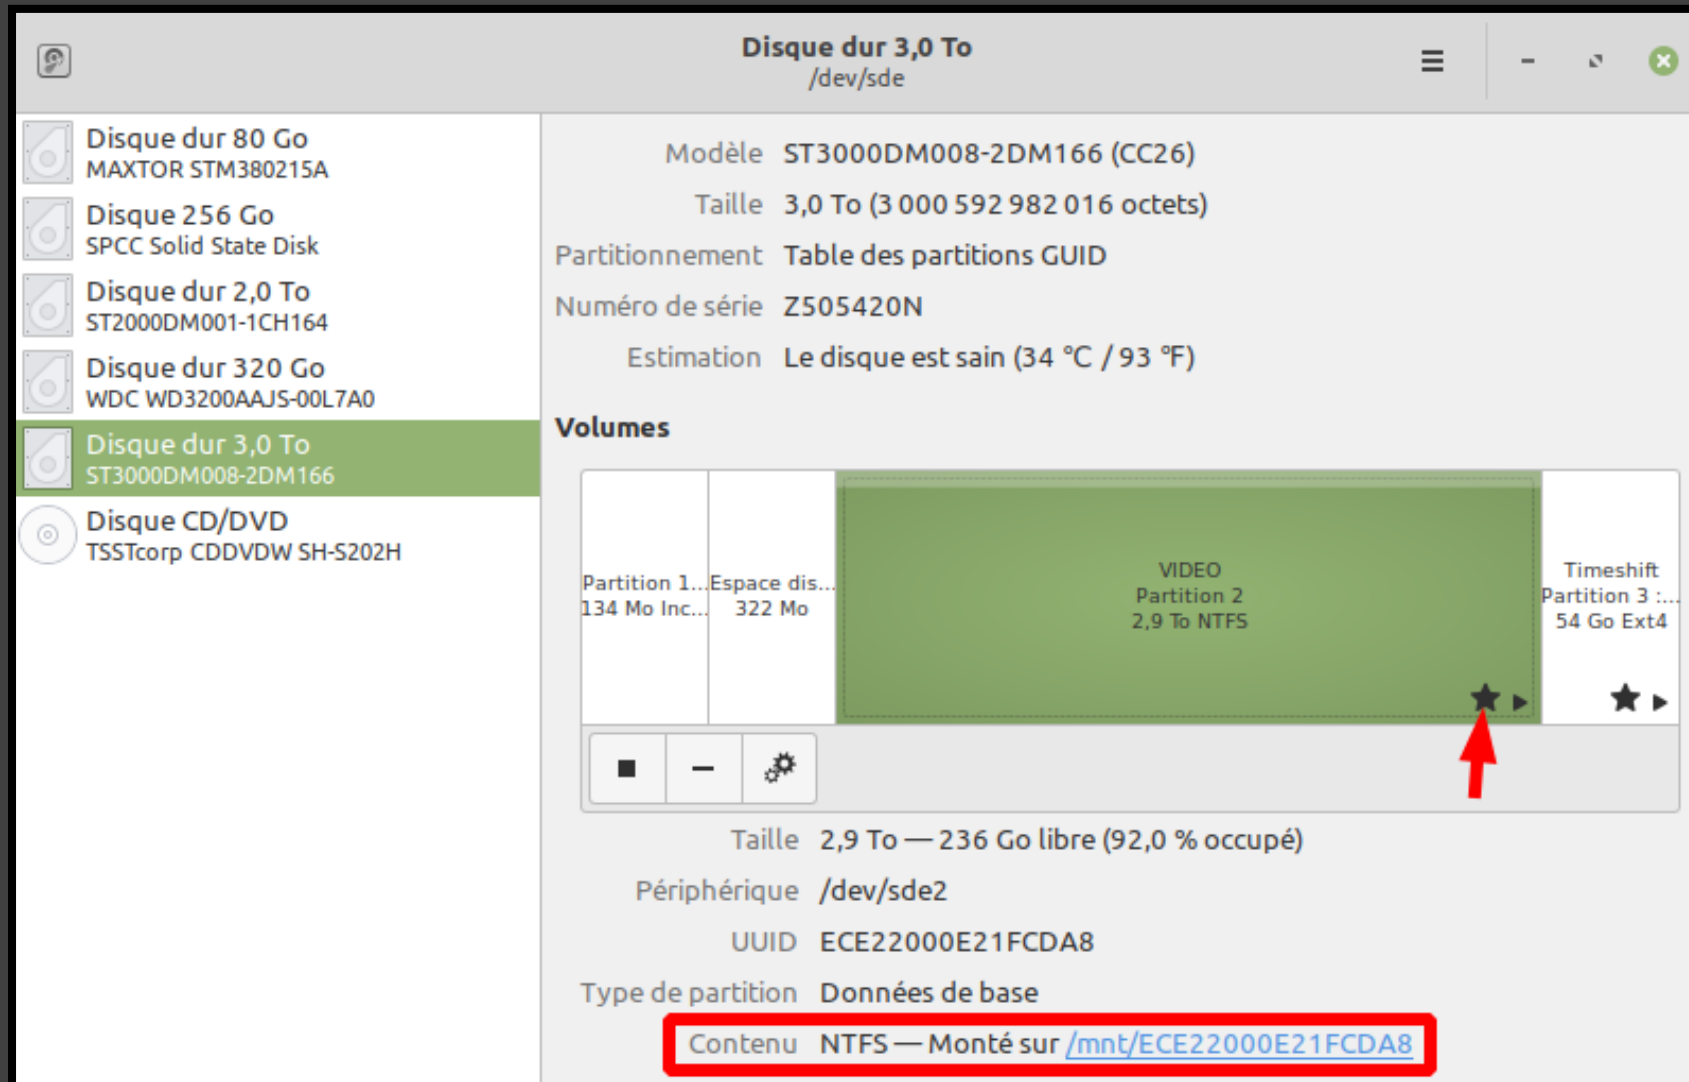 Disque dur 3,0 To
/dev/sde
Disque dur 80 Go
MAXTOR STM380215A
Disque 256 Go
SPCC Solid State Disk
Disque dur 2,0 To
ST2000DM001-1CH164
Disque dur 320 Go
WDC WD3200AAJS-00L7A0
Disque dur 3,0 To
ST3000DM008-2DM166
Disque CD/DVD
TSSTcorp CDDVDW SH-S202H
Modèle ST3000DM008-2DM166 (CC26)
Taille 3,0 To (3 000 592 982 016 octets)
Partitionnement Table des partitions GUID
Numéro de série Z505420N
Estimation Le disque est sain (34 °C / 93 °F)
Volumes
Partition 1...
134 Mo Inc...
Espace dis...
322 Mo
VIDEO
Partition 2
2,9 To NTFS
Timeshift
Partition 3 :...
54 Go Ext4
Taille 2,9 To — 236 Go libre (92,0 % occupé)
Périphérique /dev/sde2
UUID ECE22000E21FCDA8
Type de partition Données de base
Contenu NTFS — Monté sur /mnt/ECE22000E21FCDA8